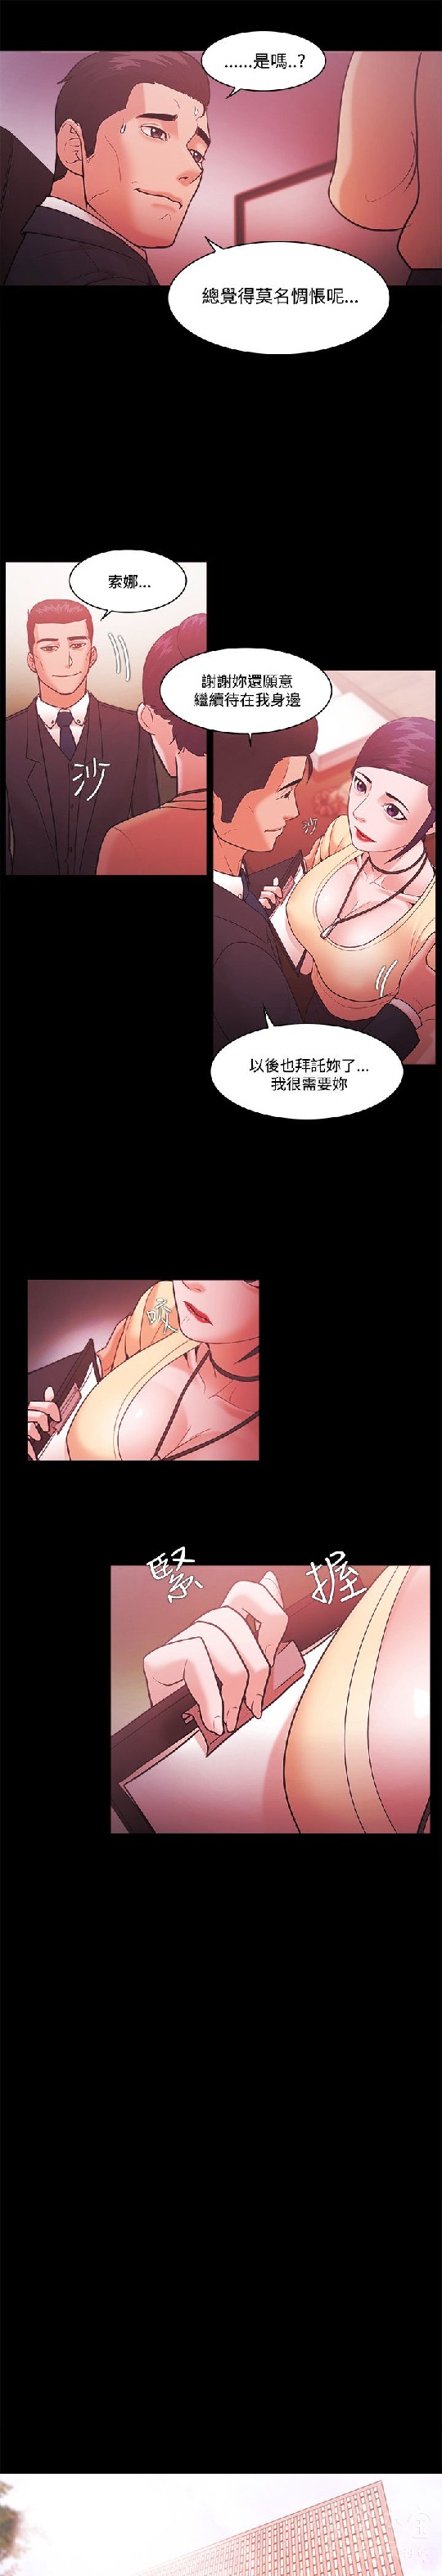 ......是嗎..?
總覺得莫名惆悵呢...
索娜...
沙
謝謝妳還願意
繼續待在我身邊
沙
以後也拜託妳了...
我很需要妳
緊
握